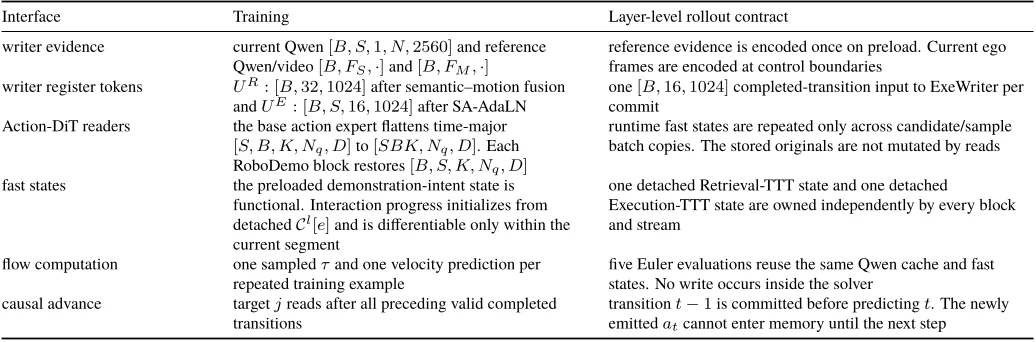 Interface Training Layer-level rollout contract
writer evidence current Qwen [B, S, 1, N, 2560] and reference reference evidence is encoded once on preload. Current ego
Qwen/video [B, F_S, ·] and [B, F_M, ·] frames are encoded at control boundaries
writer register tokens U^R : [B, 32, 1024] after semantic–motion fusion one [B, 16, 1024] completed-transition input to ExeWriter per
and U^E : [B, S, 16, 1024] after SA-AdaLN commit
Action-DiT readers the base action expert flattens time-major runtime fast states are repeated only across candidate/sample
[S, B, K, N_q, D] to [SBK, N_q, D]. Each batch copies. The stored originals are not mutated by reads
RoboDemo block restores [B, S, K, N_q, D]
fast states the preloaded demonstration-intent state is one detached Retrieval-TTT state and one detached
functional. Interaction progress initializes from Execution-TTT state are owned independently by every block
detached C^l[e] and is differentiable only within the and stream
current segment
flow computation one sampled τ and one velocity prediction per five Euler evaluations reuse the same Qwen cache and fast
repeated training example states. No write occurs inside the solver
causal advance target j reads after all preceding valid completed transition t − 1 is committed before predicting t. The newly
transitions emitted a_t cannot enter memory until the next step